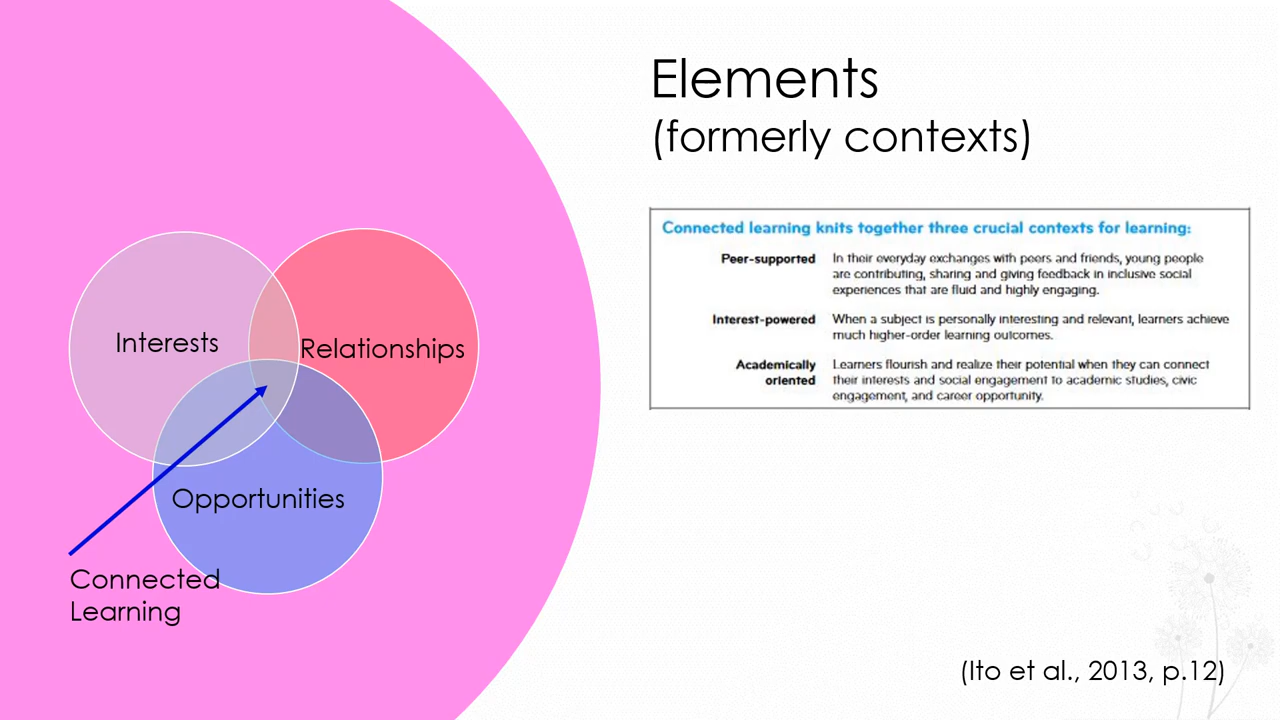 Elements
(formerly contexts)
Connected learning knits together three crucial contexts for learning:
Peer-supported
In their everyday exchanges with peers and friends, young people
are contributing, sharing and giving feedback in inclusive social
experiences that are fluid and highly engaging.
Interest-powered
When a subject is personally interesting and relevant, learners achieve
much higher-order learning outcomes.
Academically
oriented
Learners flourish and realize their potential when they can connect
their interests and social engagement to academic studies, civic
engagement, and career opportunity.
Interests
Relationships
Opportunities
Connected
Learning
(Ito et al., 2013, p.12)